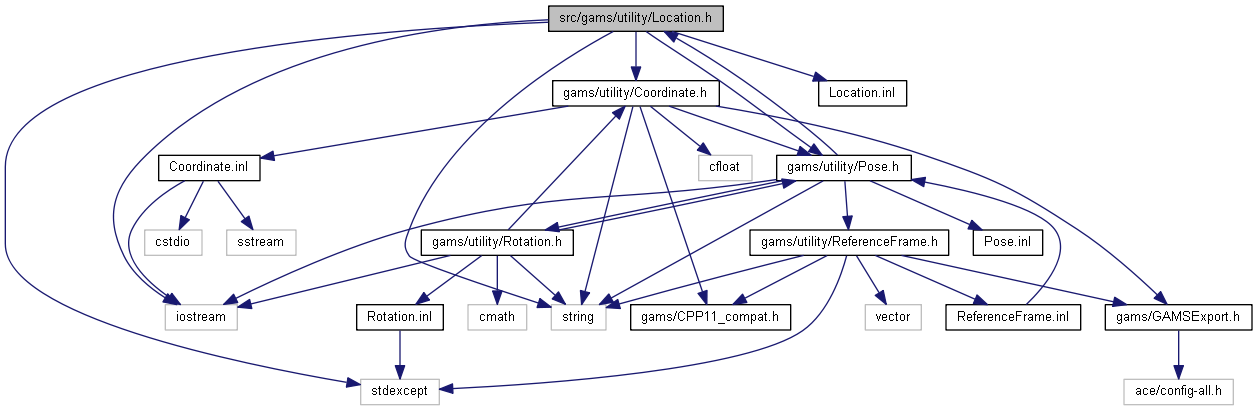 src/gams/utility/Location.h
gams/utility/Coordinate.h
Location.inl
Coordinate.inl
cfloat
gams/utility/Pose.h
cstdio
sstream
gams/utility/Rotation.h
gams/utility/ReferenceFrame.h
Pose.inl
iostream
Rotation.inl
cmath
string
gams/CPP11_compat.h
vector
ReferenceFrame.inl
gams/GAMSExport.h
stdexcept
ace/config-all.h